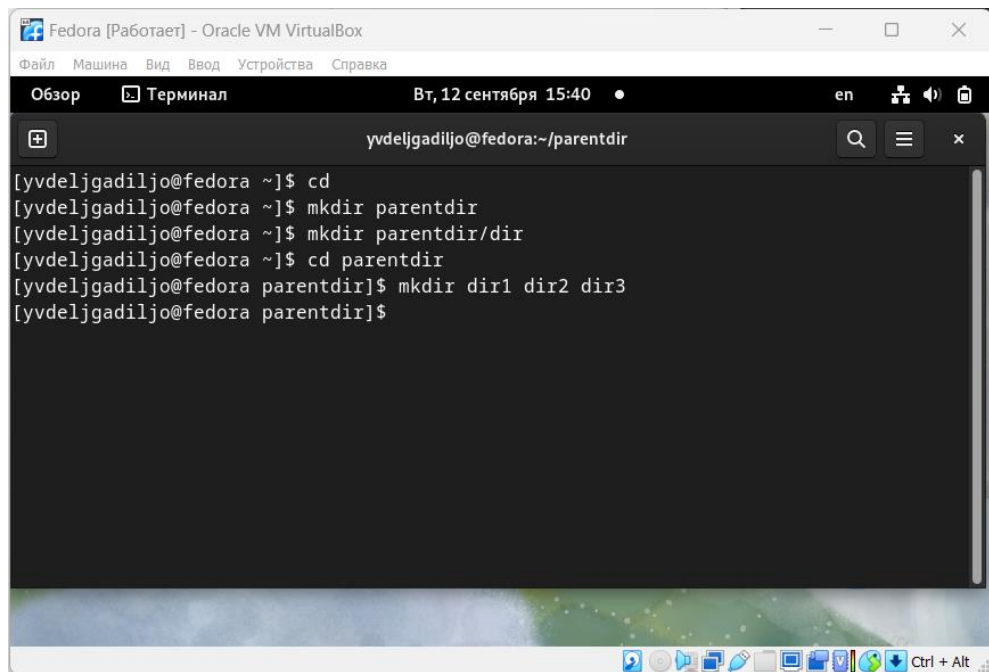 Fedora [Работает] - Oracle VM VirtualBox
Файл Машина Вид Ввод Устройства Справка
Обзор Терминал Вт, 12 сентября 15:40 en
yvdeljgadiljo@fedora:~/parentdir
[yvdeljgadiljo@fedora ~]$ cd
[yvdeljgadiljo@fedora ~]$ mkdir parentdir
[yvdeljgadiljo@fedora ~]$ mkdir parentdir/dir
[yvdeljgadiljo@fedora ~]$ cd parentdir
[yvdeljgadiljo@fedora parentdir]$ mkdir dir1 dir2 dir3
[yvdeljgadiljo@fedora parentdir]$
Ctrl + Alt